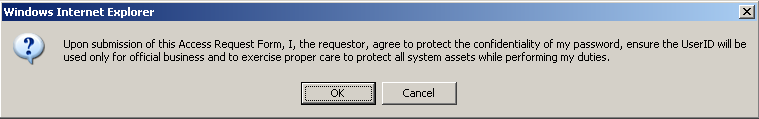 Windows Internet Explorer
Upon submission of this Access Request Form, I, the requestor, agree to protect the confidentiality of my password, ensure the UserID will be
used only for official business and to exercise proper care to protect all system assets while performing my duties.
OK
Cancel